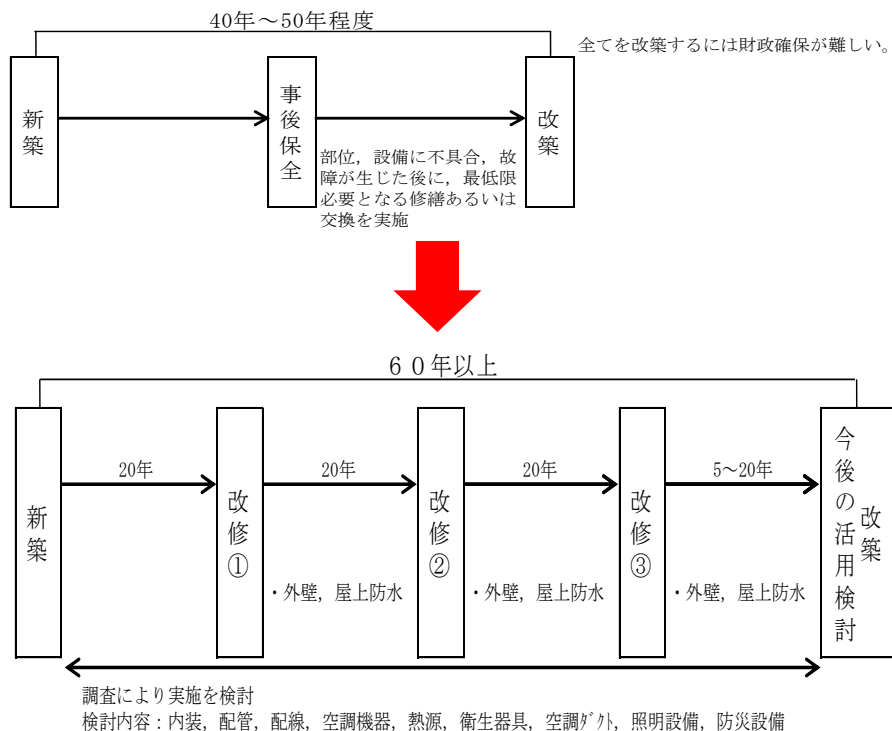 40年～50年程度
全てを改築するには財政確保が難しい。
新築
事後保全
改築
部位，設備に不具合，故
障が生じた後に，最低限
必要となる修繕あるいは
交換を実施
６０年以上
20年
20年
20年
5～20年
新築
改修①
改修②
改修③
改築
今後の活用検討
・外壁，屋上防水
・外壁，屋上防水
・外壁，屋上防水
調査により実施を検討
検討内容：内装，配管，配線，空調機器，熱源，衛生器具，空調ﾀﾞｸﾄ，照明設備，防災設備